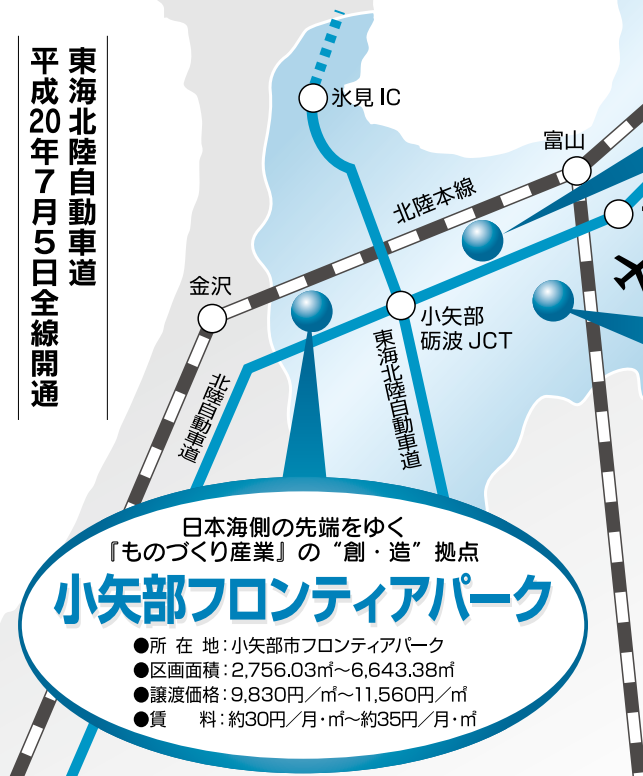 東海北陸自動車道
平成20年7月5日全線開通
氷見 IC
富山
北陸本線
金沢
小矢部
砺波 JCT
北陸自動車道
東海北陸自動車道
日本海側の先端をゆく
『ものづくり産業』の“創・造”拠点
小矢部フロンティアパーク
●所在地：小矢部市フロンティアパーク
●区画面積：2,756.03㎡～6,643.38㎡
●譲渡価格：9,830円／㎡～11,560円／㎡
●賃　料：約30円／月・㎡～約35円／月・㎡